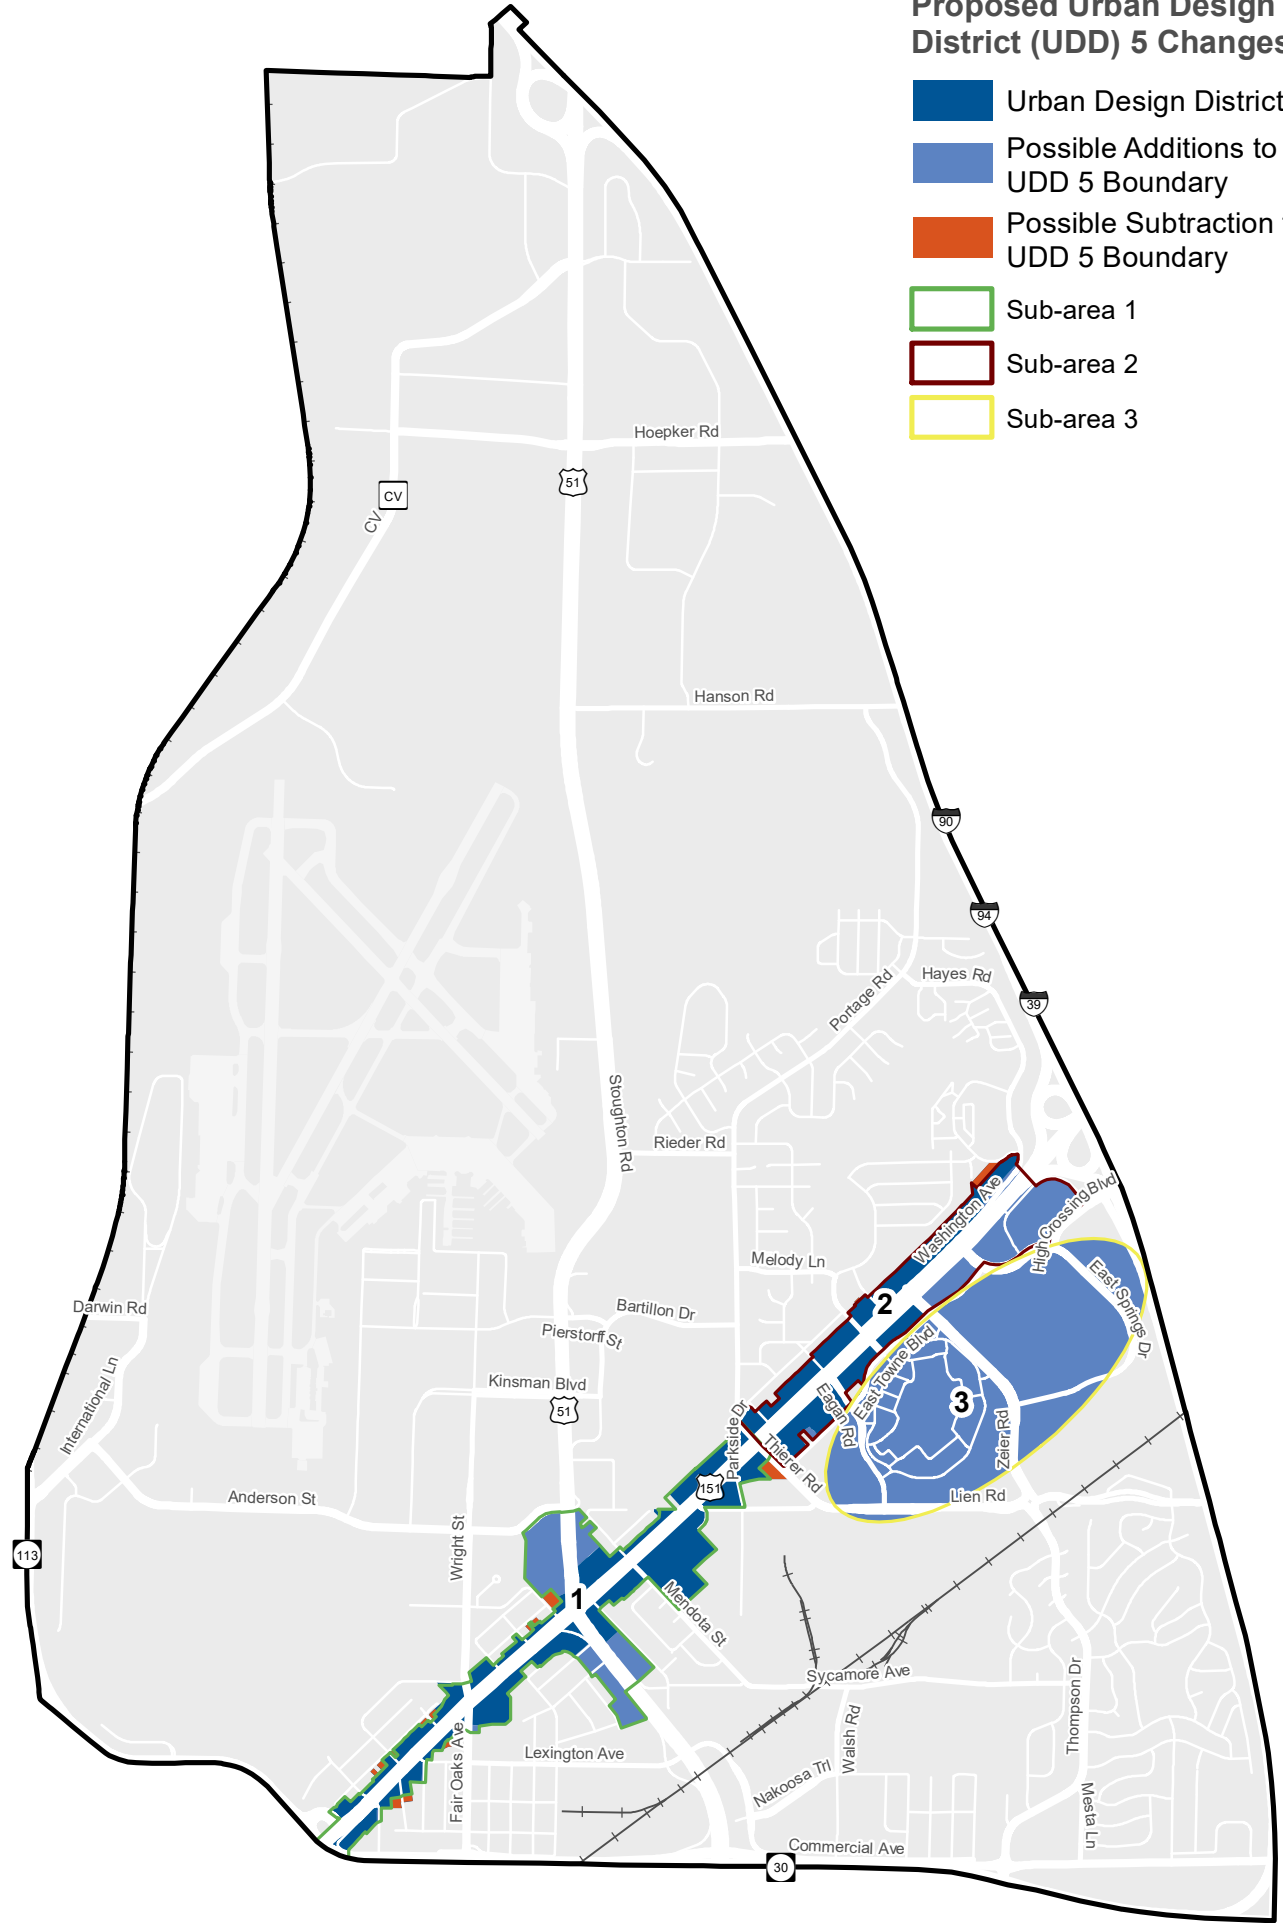 Proposed Urban Design
District (UDD) 5 Changes
Urban Design District
Possible Additions to
UDD 5 Boundary
Possible Subtraction
UDD 5 Boundary
Sub-area 1
Sub-area 2
Sub-area 3
Hoepker Rd
51
CV
CV
Hanson Rd
90
94
Hayes Rd
39
Portage Rd
Stoughton Rd
Rieder Rd
Washington Ave
High Crossing Blvd
Melody Ln
East Springs Dr
2
Darwin Rd
Bartillon Dr
Pierstorff St
East Towne Blvd
Kinsman Blvd
51
International Ln
Eagan Rd
3
Parkside Dr
Zeier Rd
Thierer Rd
151
Anderson St
Lien Rd
Wright St
113
1
Mendota St
Sycamore Ave
Thompson Dr
Walsh Rd
Fair Oaks Ave
Lexington Ave
Nakoosa Trl
Mesta Ln
Commercial Ave
30